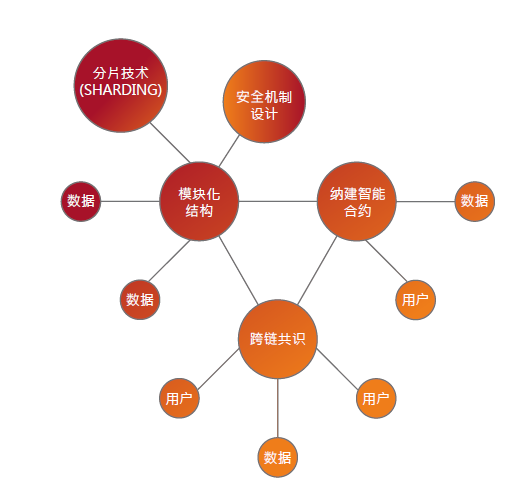 分片技术
(SHARDING)
安全机制
设计
数据
模块化
结构
纳建智能
合约
数据
数据
用户
跨链共识
用户
用户
数据